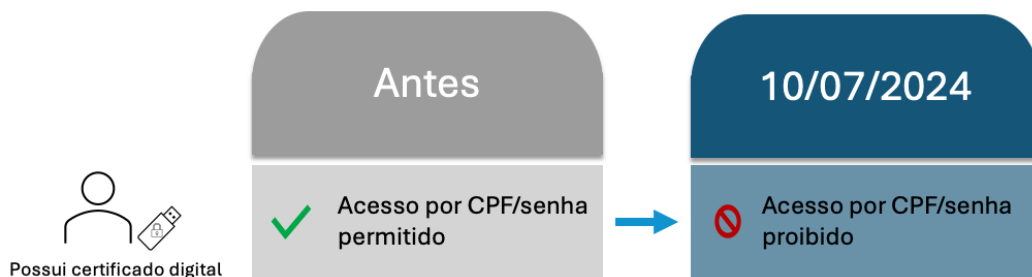 Antes
10/07/2024
Possui certificado digital
Acesso por CPF/senha
permitido
Acesso por CPF/senha
proibido